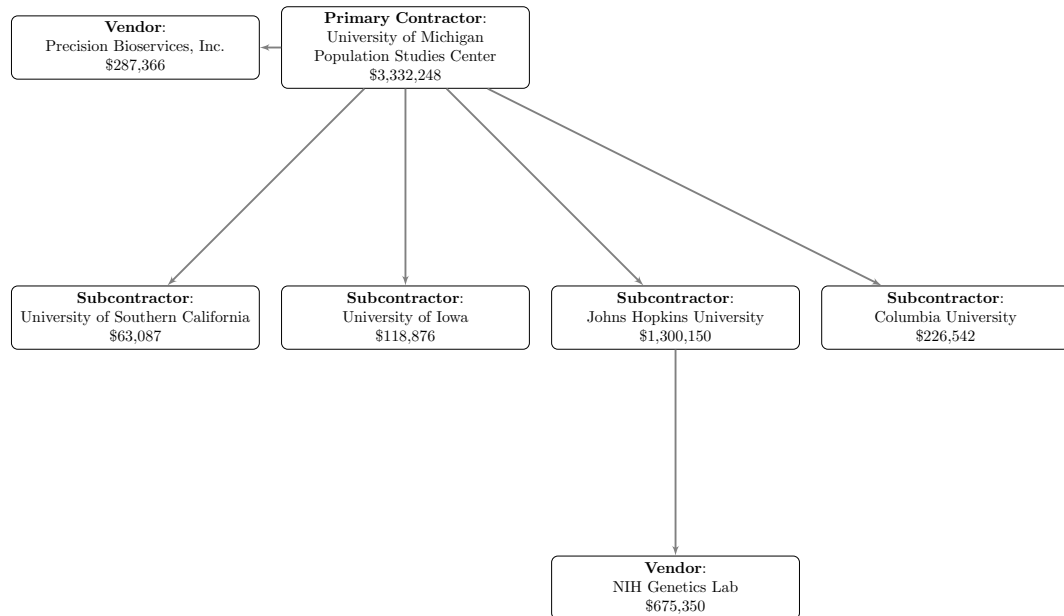 Vendor:
Precision Bioservices, Inc.
$287,366
Primary Contractor:
University of Michigan
Population Studies Center
$3,332,248
Subcontractor:
University of Southern California
$63,087
Subcontractor:
University of Iowa
$118,876
Subcontractor:
Johns Hopkins University
$1,300,150
Subcontractor:
Columbia University
$226,542
Vendor:
NIH Genetics Lab
$675,350